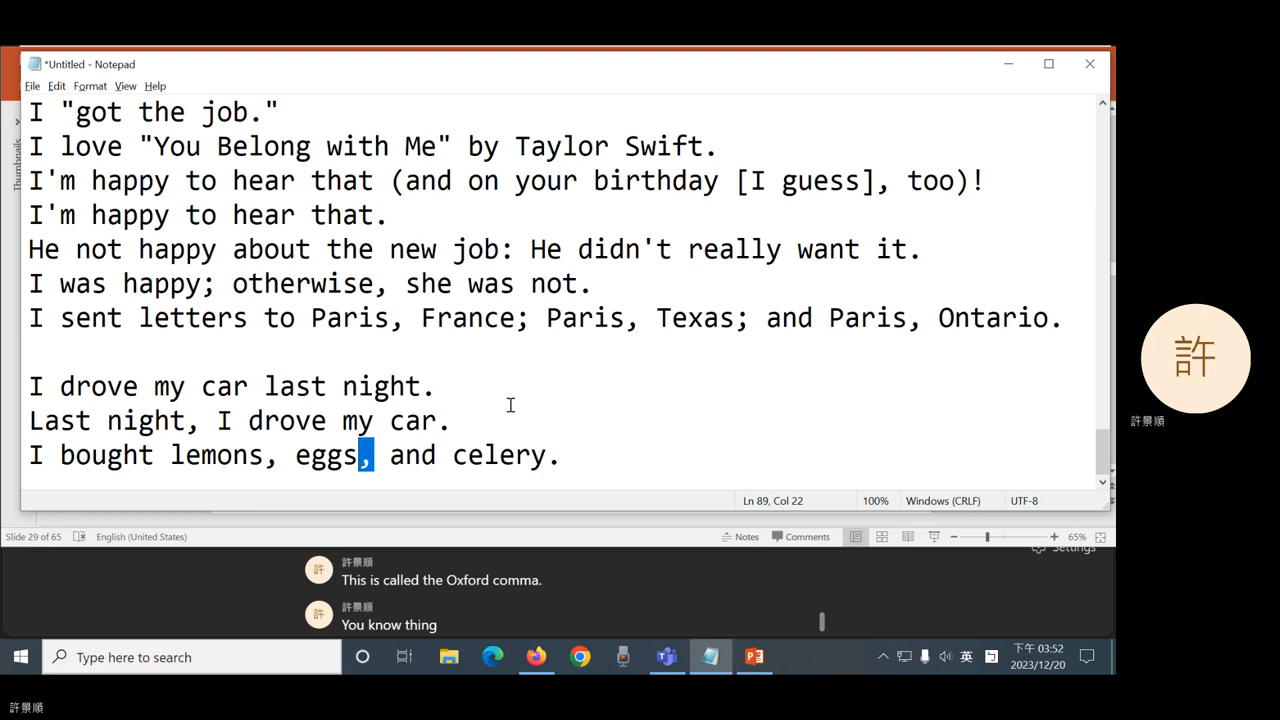 *Untitled - Notepad
File Edit Format View Help
I "got the job."
I love "You Belong with Me" by Taylor Swift.
I'm happy to hear that (and on your birthday [I guess], too)!
I'm happy to hear that.
He not happy about the new job: He didn't really want it.
I was happy; otherwise, she was not.
I sent letters to Paris, France; Paris, Texas; and Paris, Ontario.
I drove my car last night.
Last night, I drove my car.
I bought lemons, eggs, and celery.
Ln 89, Col 22 100% Windows (CRLF) UTF-8
Thumbnails
許
許景順
Slide 29 of 65 English (United States) Notes Comments 65%
Settings
許 許景順
This is called the Oxford comma.
許 許景順
You know thing
Type here to search
英
下午 03:52
2023/12/20
許景順